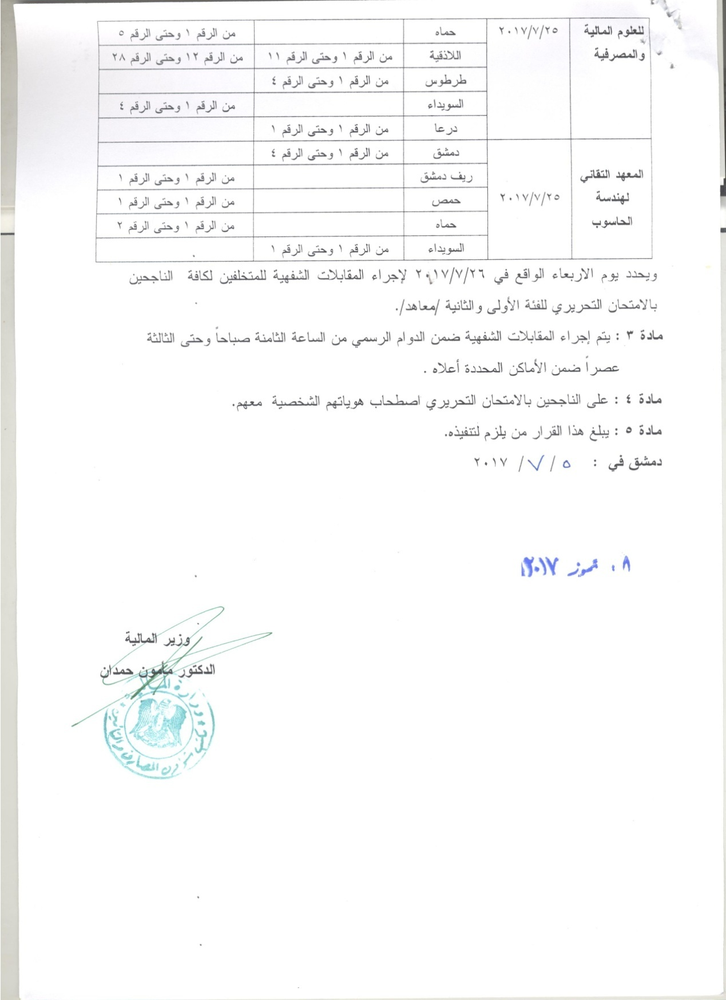 للعلوم المالية والمصرفية ٢٠١٧/٧/٢٥ حماه من الرقم ١ وحتى الرقم ٥
اللاذقية من الرقم ١ وحتى الرقم ١١ من الرقم ١٢ وحتى الرقم ٢٨
طرطوس من الرقم ١ وحتى الرقم ٤
السويداء من الرقم ١ وحتى الرقم ٤
درعا من الرقم ١ وحتى الرقم ١
المعهد التقاني لهندسة الحاسوب ٢٠١٧/٧/٢٥ دمشق من الرقم ١ وحتى الرقم ٤
ريف دمشق من الرقم ١ وحتى الرقم ١
حمص من الرقم ١ وحتى الرقم ١
حماه من الرقم ١ وحتى الرقم ٢
السويداء من الرقم ١ وحتى الرقم ١
ويحدد يوم الاربعاء الواقع في ٢٠١٧/٧/٢٦ لإجراء المقابلات الشفهية للمتخلفين لكافة الناجحين
بالامتحان التحريري للفئة الأولى والثانية /معاهد/.
مادة ٣ : يتم إجراء المقابلات الشفهية ضمن الدوام الرسمي من الساعة الثامنة صباحاً وحتى الثالثة
عصراً ضمن الأماكن المحددة أعلاه .
مادة ٤ : على الناجحين بالامتحان التحريري اصطحاب هوياتهم الشخصية معهم.
مادة ٥ : يبلغ هذا القرار من يلزم لتنفيذه.
دمشق في : ٥ / ٧ / ٢٠١٧
٠٨ تموز ٢٠١٧
وزير المالية
الدكتور مأمون حمدان
وزارة المالية
شؤون المصارف والتأمين